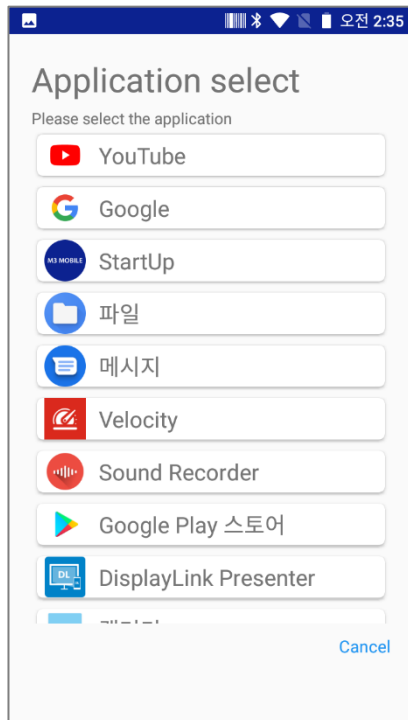 오전 2:35
Application select
Please select the application
YouTube
Google
M3 MOBILE
StartUp
파일
메시지
Velocity
Sound Recorder
Google Play 스토어
DL
DisplayLink Presenter
Cancel